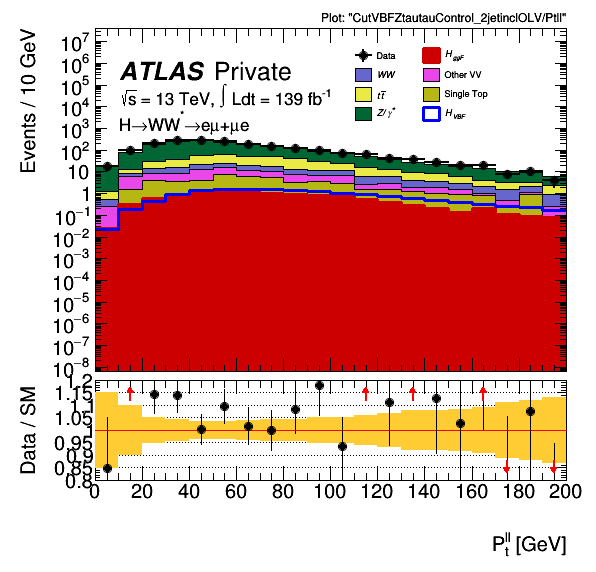 Plot: "CutVBFZtautauControl_2jetinclOLV/Ptll"
Events / 10 GeV
10⁷
10⁶
10⁵
10⁴
10³
10²
10
1
10⁻¹
10⁻²
10⁻³
10⁻⁴
10⁻⁵
10⁻⁶
10⁻⁷
10⁻⁸
ATLAS Private
√s = 13 TeV, ∫ Ldt = 139 fb⁻¹
H→WW*→eμ+μe
Data
H_ggF
WW
Other VV
tt̄
Single Top
Z/γ*
H_VBF
Data / SM
1.2
1.15
1.1
1.05
1
0.95
0.9
0.85
0.8
0 20 40 60 80 100 120 140 160 180 200
P_t^ll [GeV]